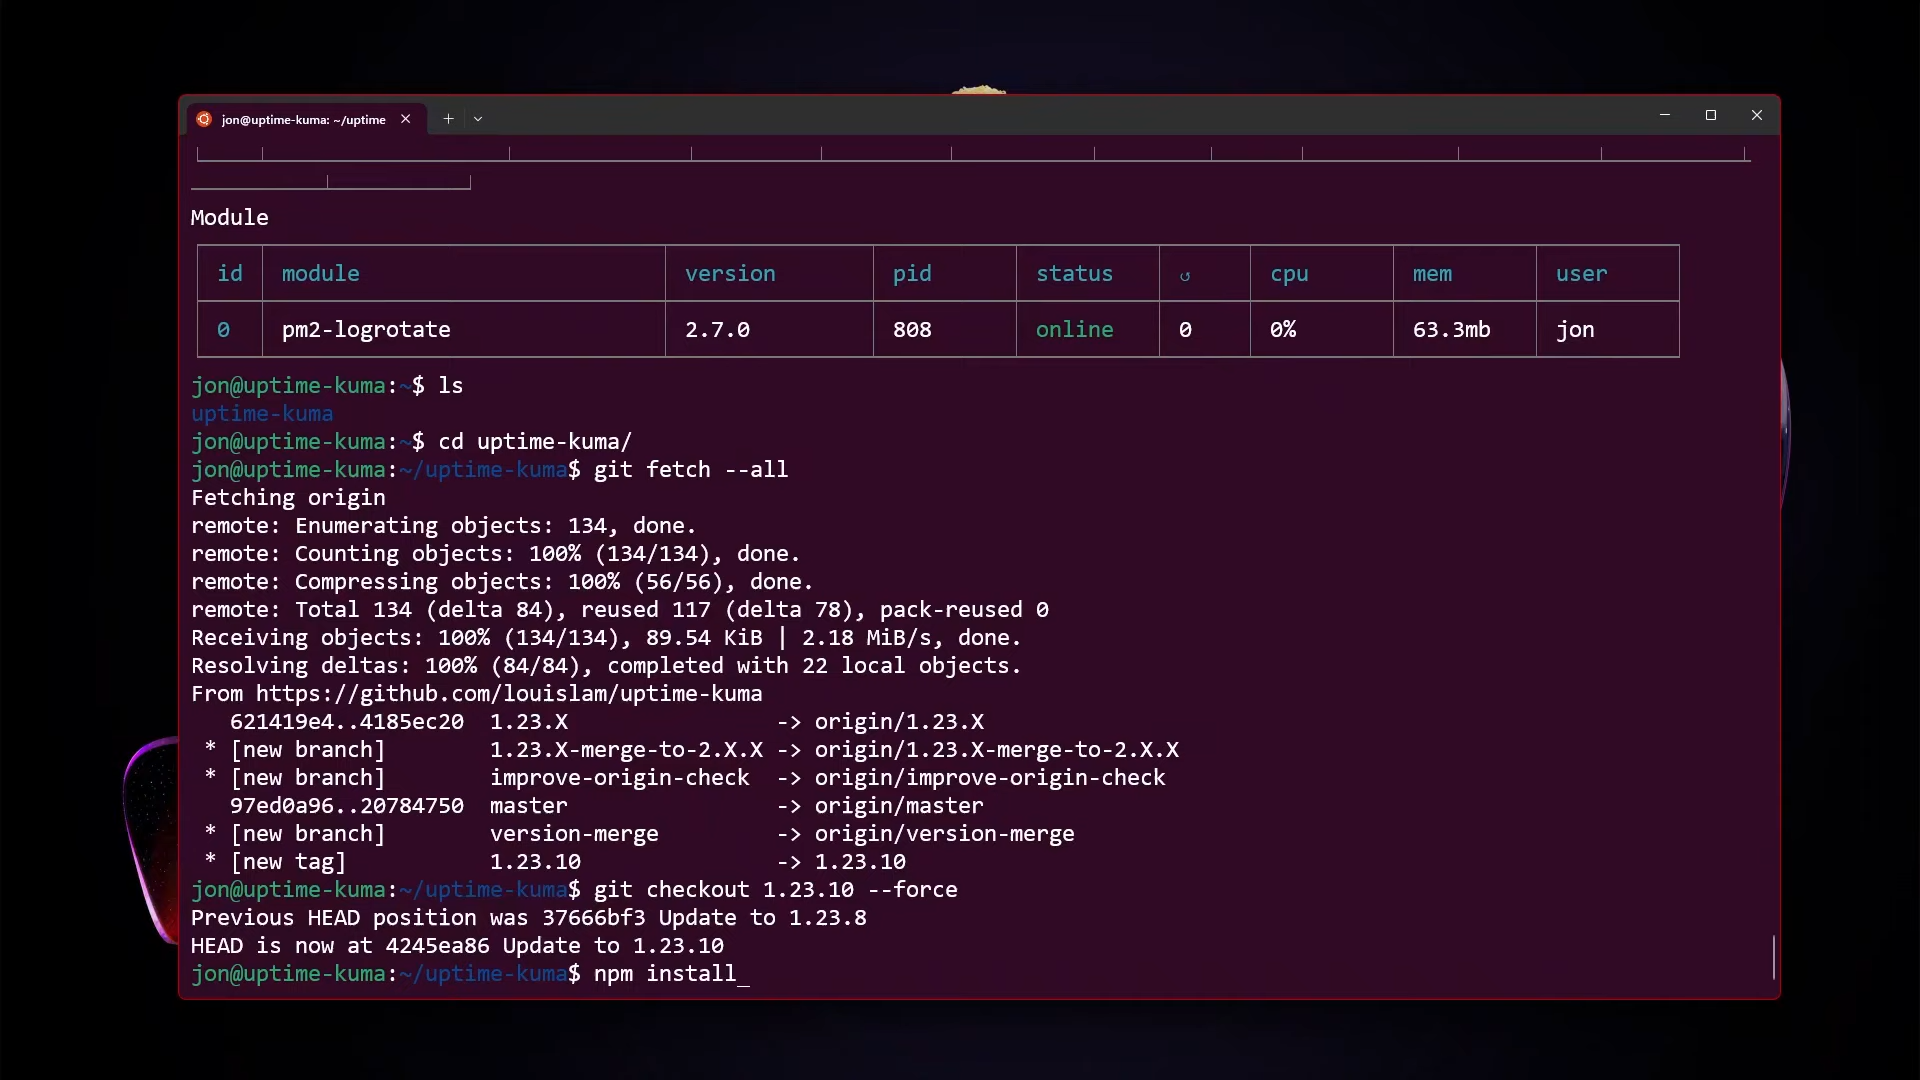 jon@uptime-kuma: ~/uptime
Module
id module version pid status ↺ cpu mem user
0 pm2-logrotate 2.7.0 808 online 0 0% 63.3mb jon
jon@uptime-kuma:~$ ls
uptime-kuma
jon@uptime-kuma:~$ cd uptime-kuma/
jon@uptime-kuma:~/uptime-kuma$ git fetch --all
Fetching origin
remote: Enumerating objects: 134, done.
remote: Counting objects: 100% (134/134), done.
remote: Compressing objects: 100% (56/56), done.
remote: Total 134 (delta 84), reused 117 (delta 78), pack-reused 0
Receiving objects: 100% (134/134), 89.54 KiB | 2.18 MiB/s, done.
Resolving deltas: 100% (84/84), completed with 22 local objects.
From https://github.com/louislam/uptime-kuma
621419e4..4185ec20 1.23.X -> origin/1.23.X
* [new branch] 1.23.X-merge-to-2.X.X -> origin/1.23.X-merge-to-2.X.X
* [new branch] improve-origin-check -> origin/improve-origin-check
97ed0a96..20784750 master -> origin/master
* [new branch] version-merge -> origin/version-merge
* [new tag] 1.23.10 -> 1.23.10
jon@uptime-kuma:~/uptime-kuma$ git checkout 1.23.10 --force
Previous HEAD position was 37666bf3 Update to 1.23.8
HEAD is now at 4245ea86 Update to 1.23.10
jon@uptime-kuma:~/uptime-kuma$ npm install_